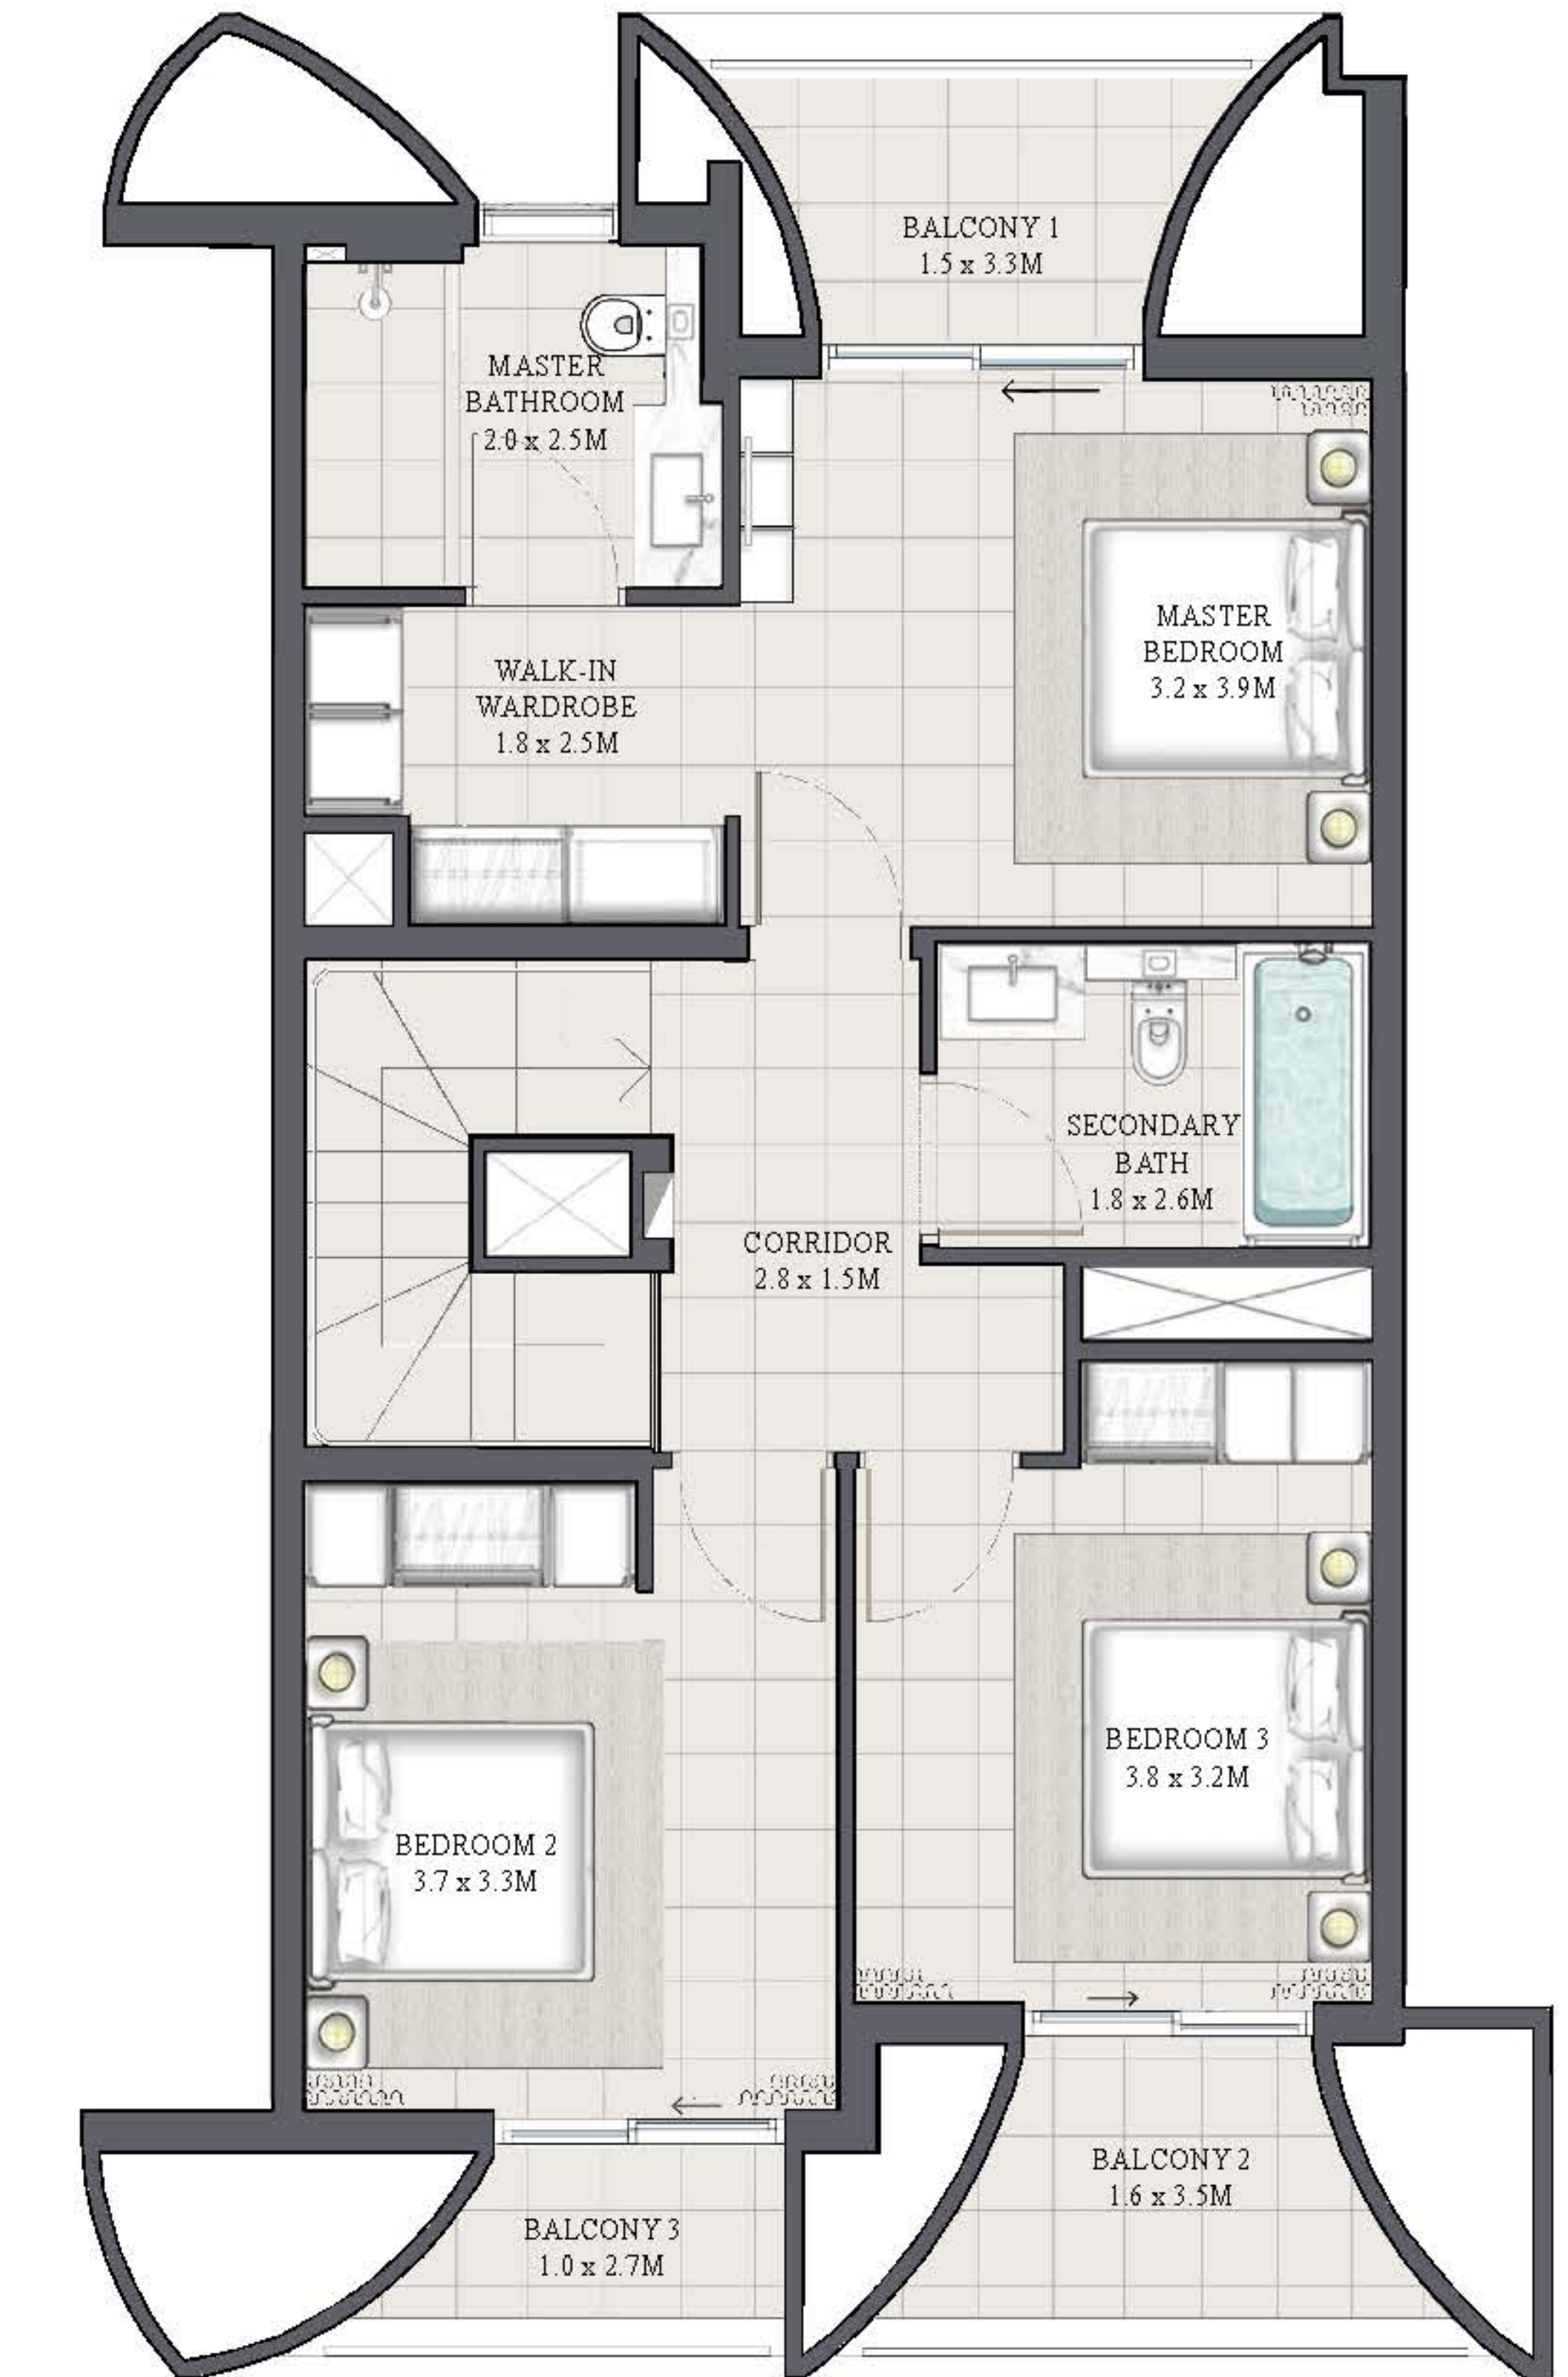 BALCONY 1
1.5 x 3.3M
MASTER
BATHROOM
2.0 x 2.5M
MASTER
BEDROOM
3.2 x 3.9M
WALK-IN
WARDROBE
1.8 x 2.5M
SECONDARY
BATH
1.8 x 2.6M
CORRIDOR
2.8 x 1.5M
BEDROOM 3
3.8 x 3.2M
BEDROOM 2
3.7 x 3.3M
BALCONY 2
1.6 x 3.5M
BALCONY 3
1.0 x 2.7M